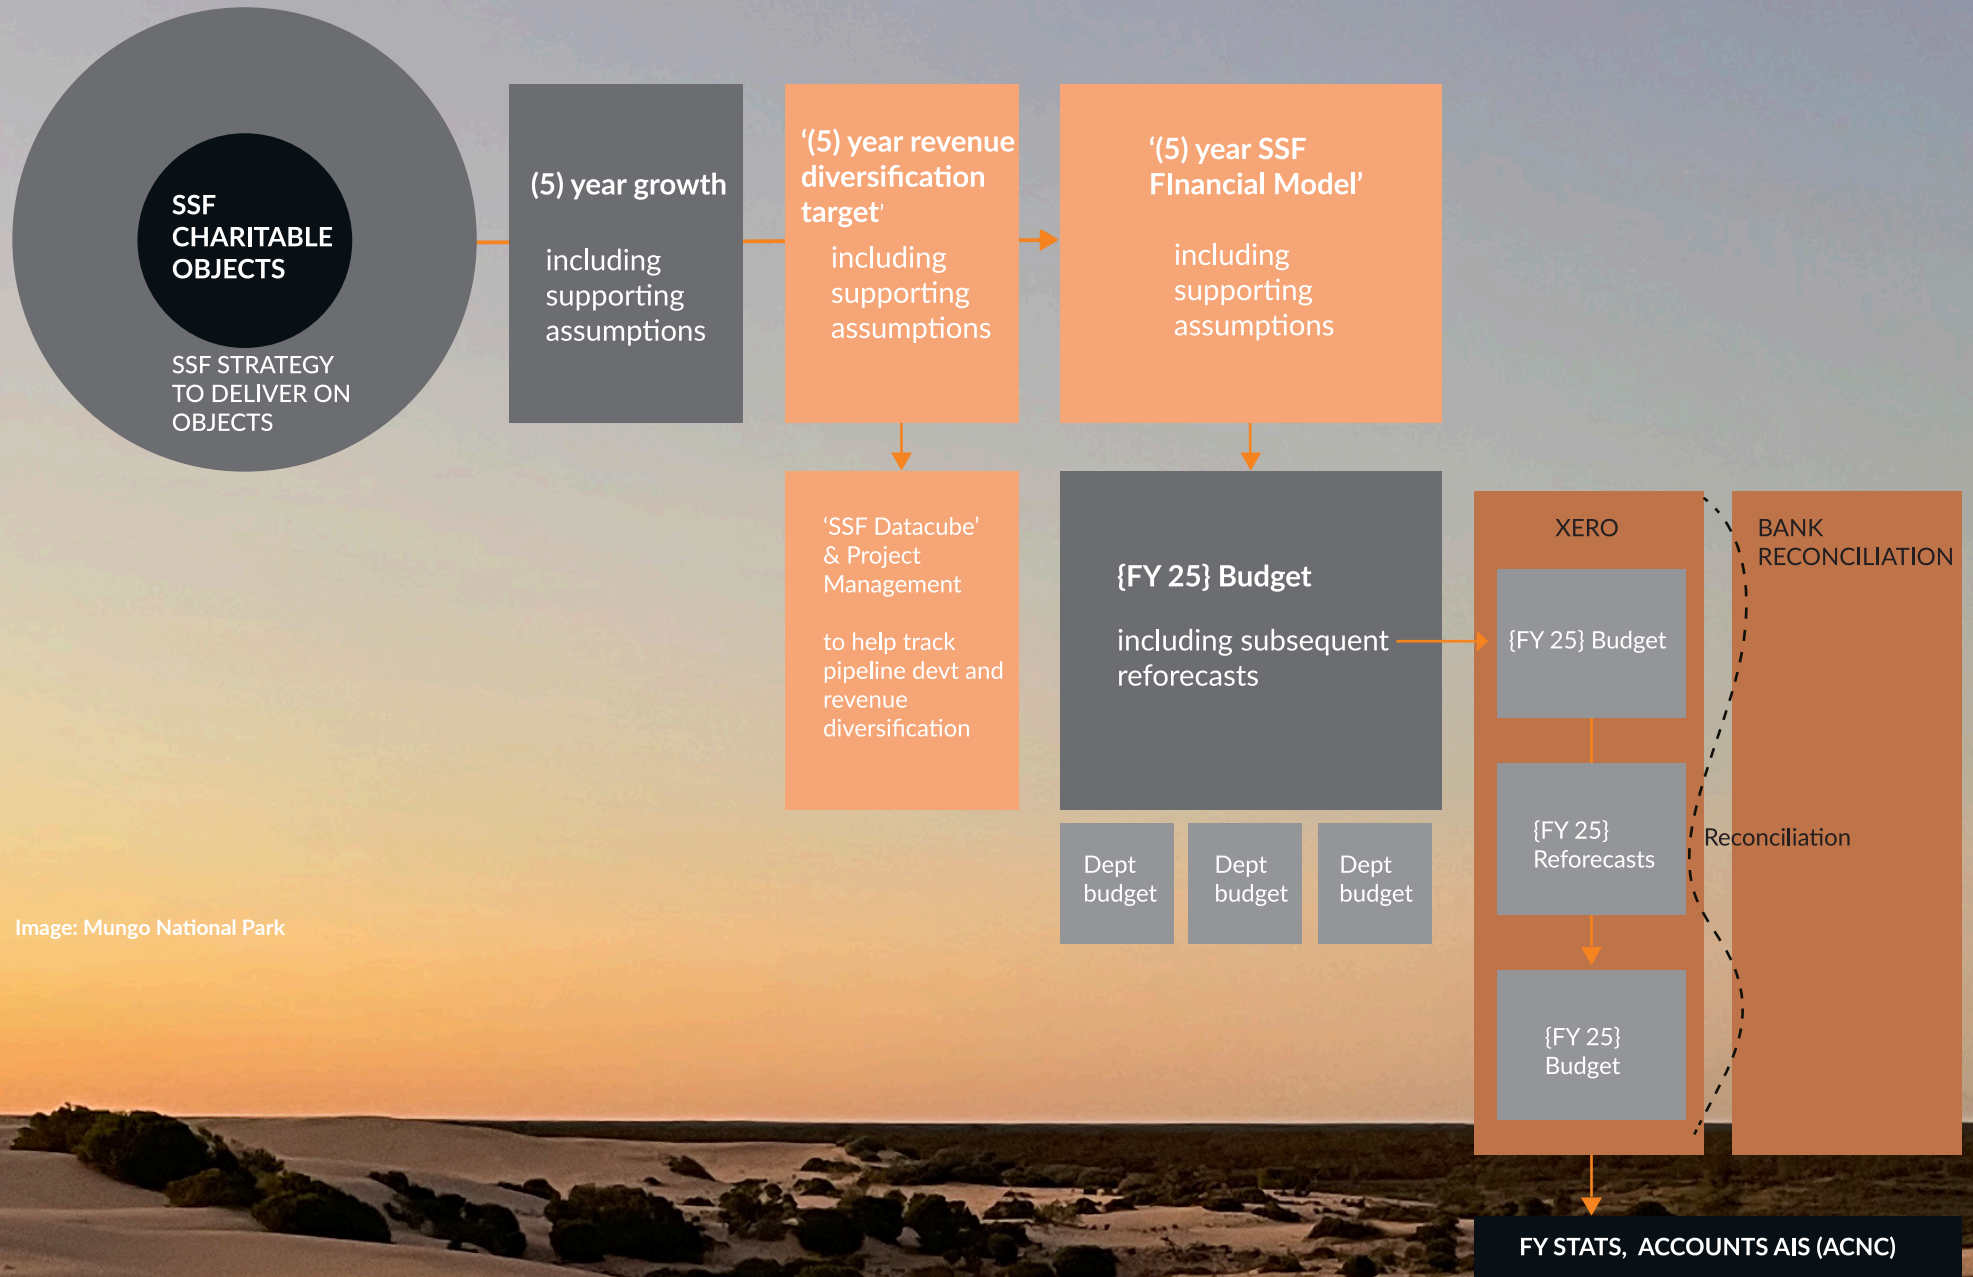 SSF
CHARITABLE
OBJECTS
SSF STRATEGY
TO DELIVER ON
OBJECTS
(5) year growth
including
supporting
assumptions
‘(5) year revenue
diversification
target’
including
supporting
assumptions
‘(5) year SSF
FInancial Model’
including
supporting
assumptions
‘SSF Datacube’
& Project
Management
to help track
pipeline devt and
revenue
diversification
{FY 25} Budget
including subsequent
reforecasts
Dept
budget
Dept
budget
Dept
budget
XERO
{FY 25} Budget
{FY 25}
Reforecasts
{FY 25}
Budget
BANK
RECONCILIATION
Reconciliation
Image: Mungo National Park
FY STATS, ACCOUNTS AIS (ACNC)